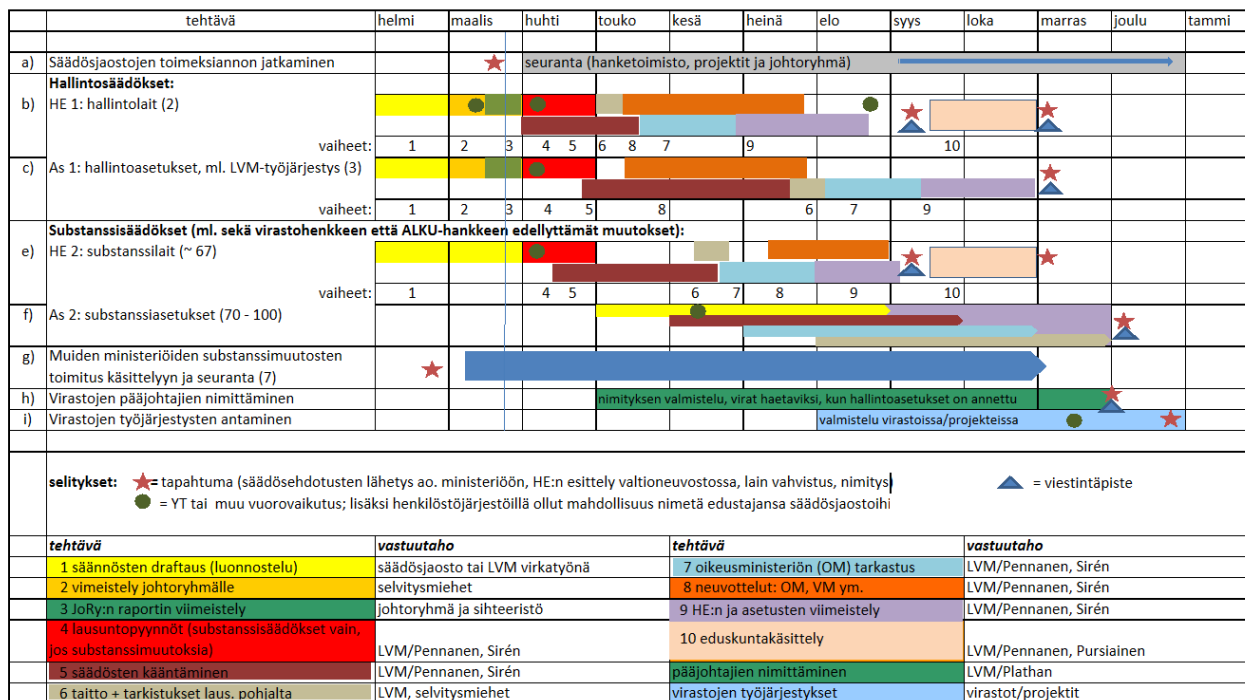 tehtävä helmi maalis huhti touko kesä heinä elo syys loka marras joulu tammi
a) Säädösjaostojen toimeksiannon jatkaminen seuranta (hanketoimisto, projektit ja johtoryhmä)
Hallintosäädökset:
b) HE 1: hallintolait (2)
vaiheet: 1 2 3 4 5 6 8 7 9 10
c) As 1: hallintoasetukset, ml. LVM-työjärjestys (3)
vaiheet: 1 2 3 4 5 8 6 7 9
Substanssisäädökset (ml. sekä virastohenkkeen että ALKU-hankkeen edellyttämät muutokset):
e) HE 2: substanssilait (~ 67)
vaiheet: 1 4 5 6 7 8 9 10
f) As 2: substanssiasetukset (70 - 100)
g) Muiden ministeriöiden substanssimuutosten
toimitus käsittelyyn ja seuranta (7)
h) Virastojen pääjohtajien nimittäminen nimityksen valmistelu, virat haetaviksi, kun hallintoasetukset on annettu
i) Virastojen työjärjestysten antaminen valmistelu virastoissa/projekteissa
selitykset: = tapahtuma (säädösehdotusten lähetys ao. ministeriöön, HE:n esittely valtioneuvostossa, lain vahvistus, nimitys) = viestintäpiste
= YT tai muu vuorovaikutus; lisäksi henkilöstöjärjestöillä ollut mahdollisuus nimetä edustajansa säädösjaostoihi
tehtävä vastuutaho tehtävä vastuutaho
1 säännösten draftaus (luonnostelu) säädösjaosto tai LVM virkatyönä 7 oikeusministeriön (OM) tarkastus LVM/Pennanen, Sirén
2 vimeistely johtoryhmälle selvitysmiehet 8 neuvottelut: OM, VM ym. LVM/Pennanen, Sirén
3 JoRy:n raportin viimeistely johtoryhmä ja sihteeristö 9 HE:n ja asetusten viimeistely LVM/Pennanen, Sirén
4 lausuntopyynnöt (substanssisäädökset vain,
jos substanssimuutoksia) LVM/Pennanen, Sirén 10 eduskuntakäsittely LVM/Pennanen, Pursiainen
5 säädösten kääntäminen LVM/Pennanen, Sirén pääjohtajien nimittäminen LVM/Plathan
6 taitto + tarkistukset laus. pohjalta LVM, selvitysmiehet virastojen työjärjestykset virastot/projektit